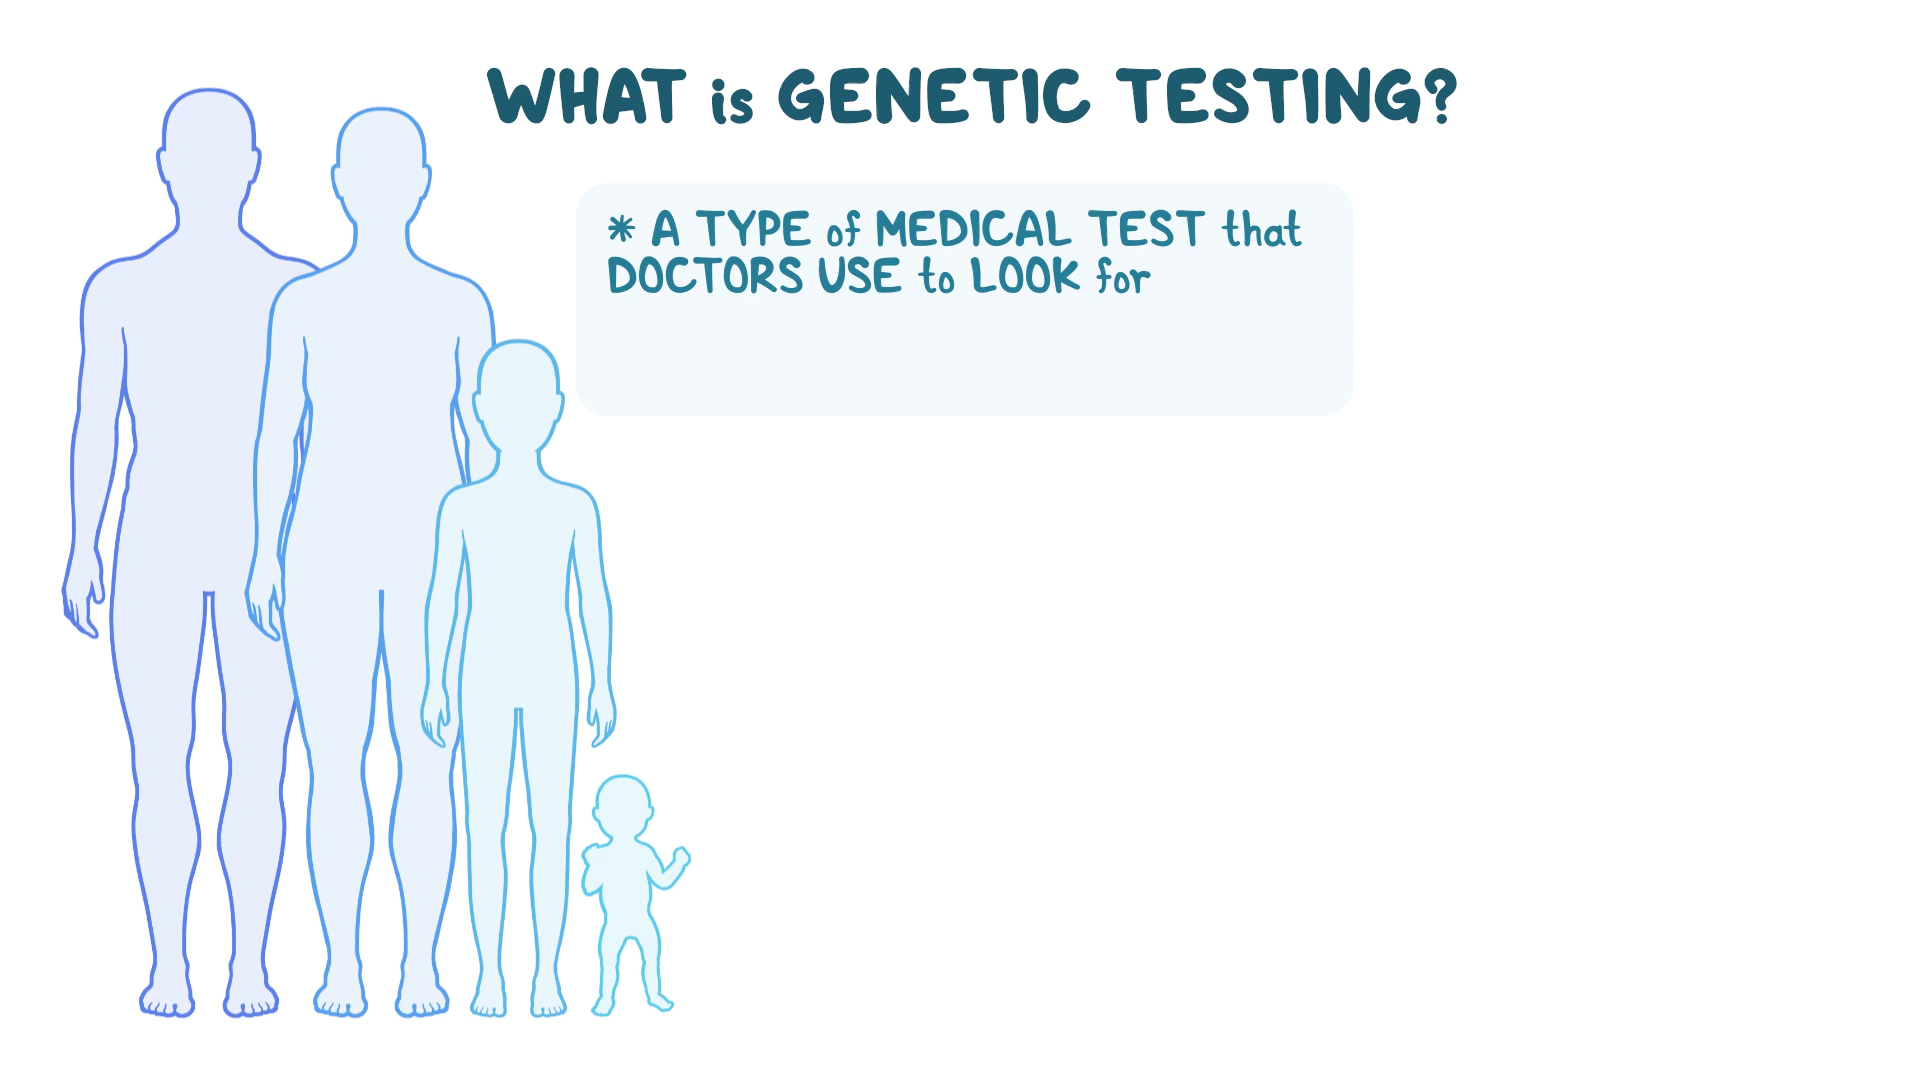 WHAT is GENETIC TESTING?
* A TYPE of MEDICAL TEST that
DOCTORS USE to LOOK for